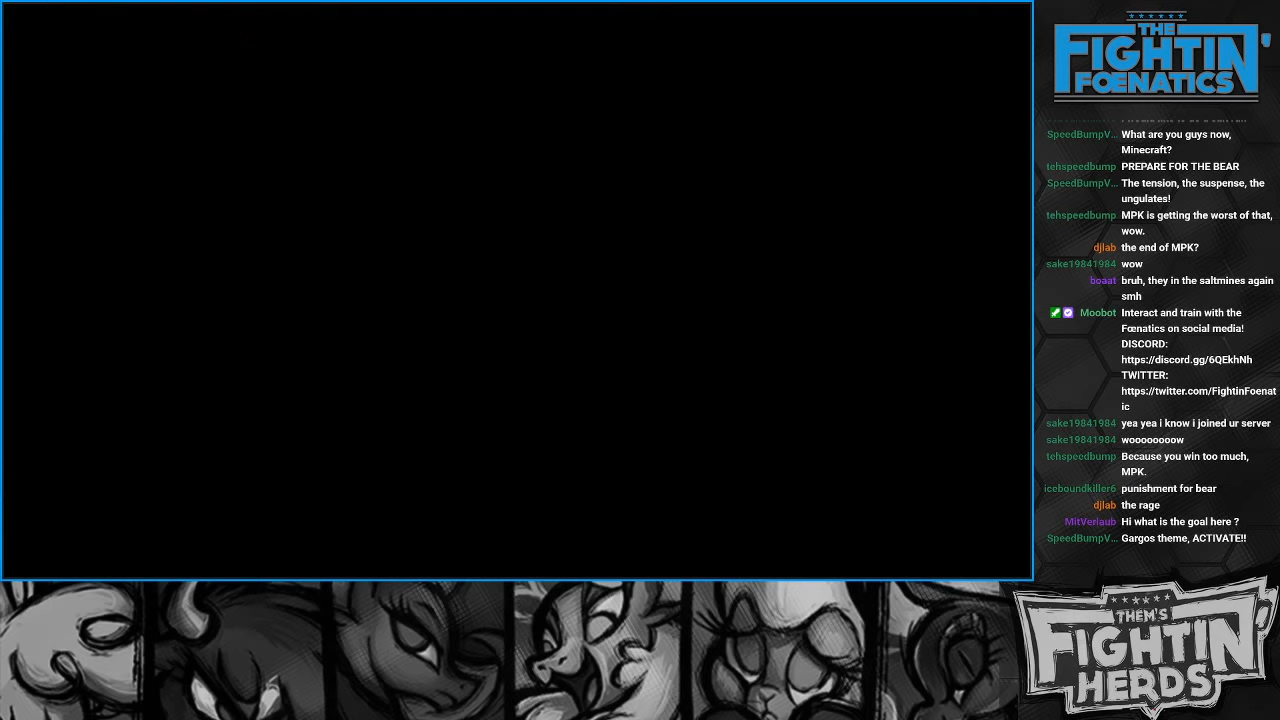 THE
FIGHTIN'
FŒNATICS
SpeedBumpV... What are you guys now,
Minecraft?
tehspeedbump PREPARE FOR THE BEAR
SpeedBumpV... The tension, the suspense, the
ungulates!
tehspeedbump MPK is getting the worst of that,
wow.
djlab the end of MPK?
sake19841984 wow
boaat bruh, they in the saltmines again
smh
Moobot Interact and train with the
Fœnatics on social media!
DISCORD:
https://discord.gg/6QEkhNh
TWITTER:
https://twitter.com/FightinFoenat
ic
sake19841984 yea yea i know i joined ur server
sake19841984 woooooooow
tehspeedbump Because you win too much,
MPK.
iceboundkiller6 punishment for bear
djlab the rage
MitVerlaub Hi what is the goal here ?
SpeedBumpV... Gargos theme, ACTIVATE!!
THEM'S
FIGHTIN'
HERDS